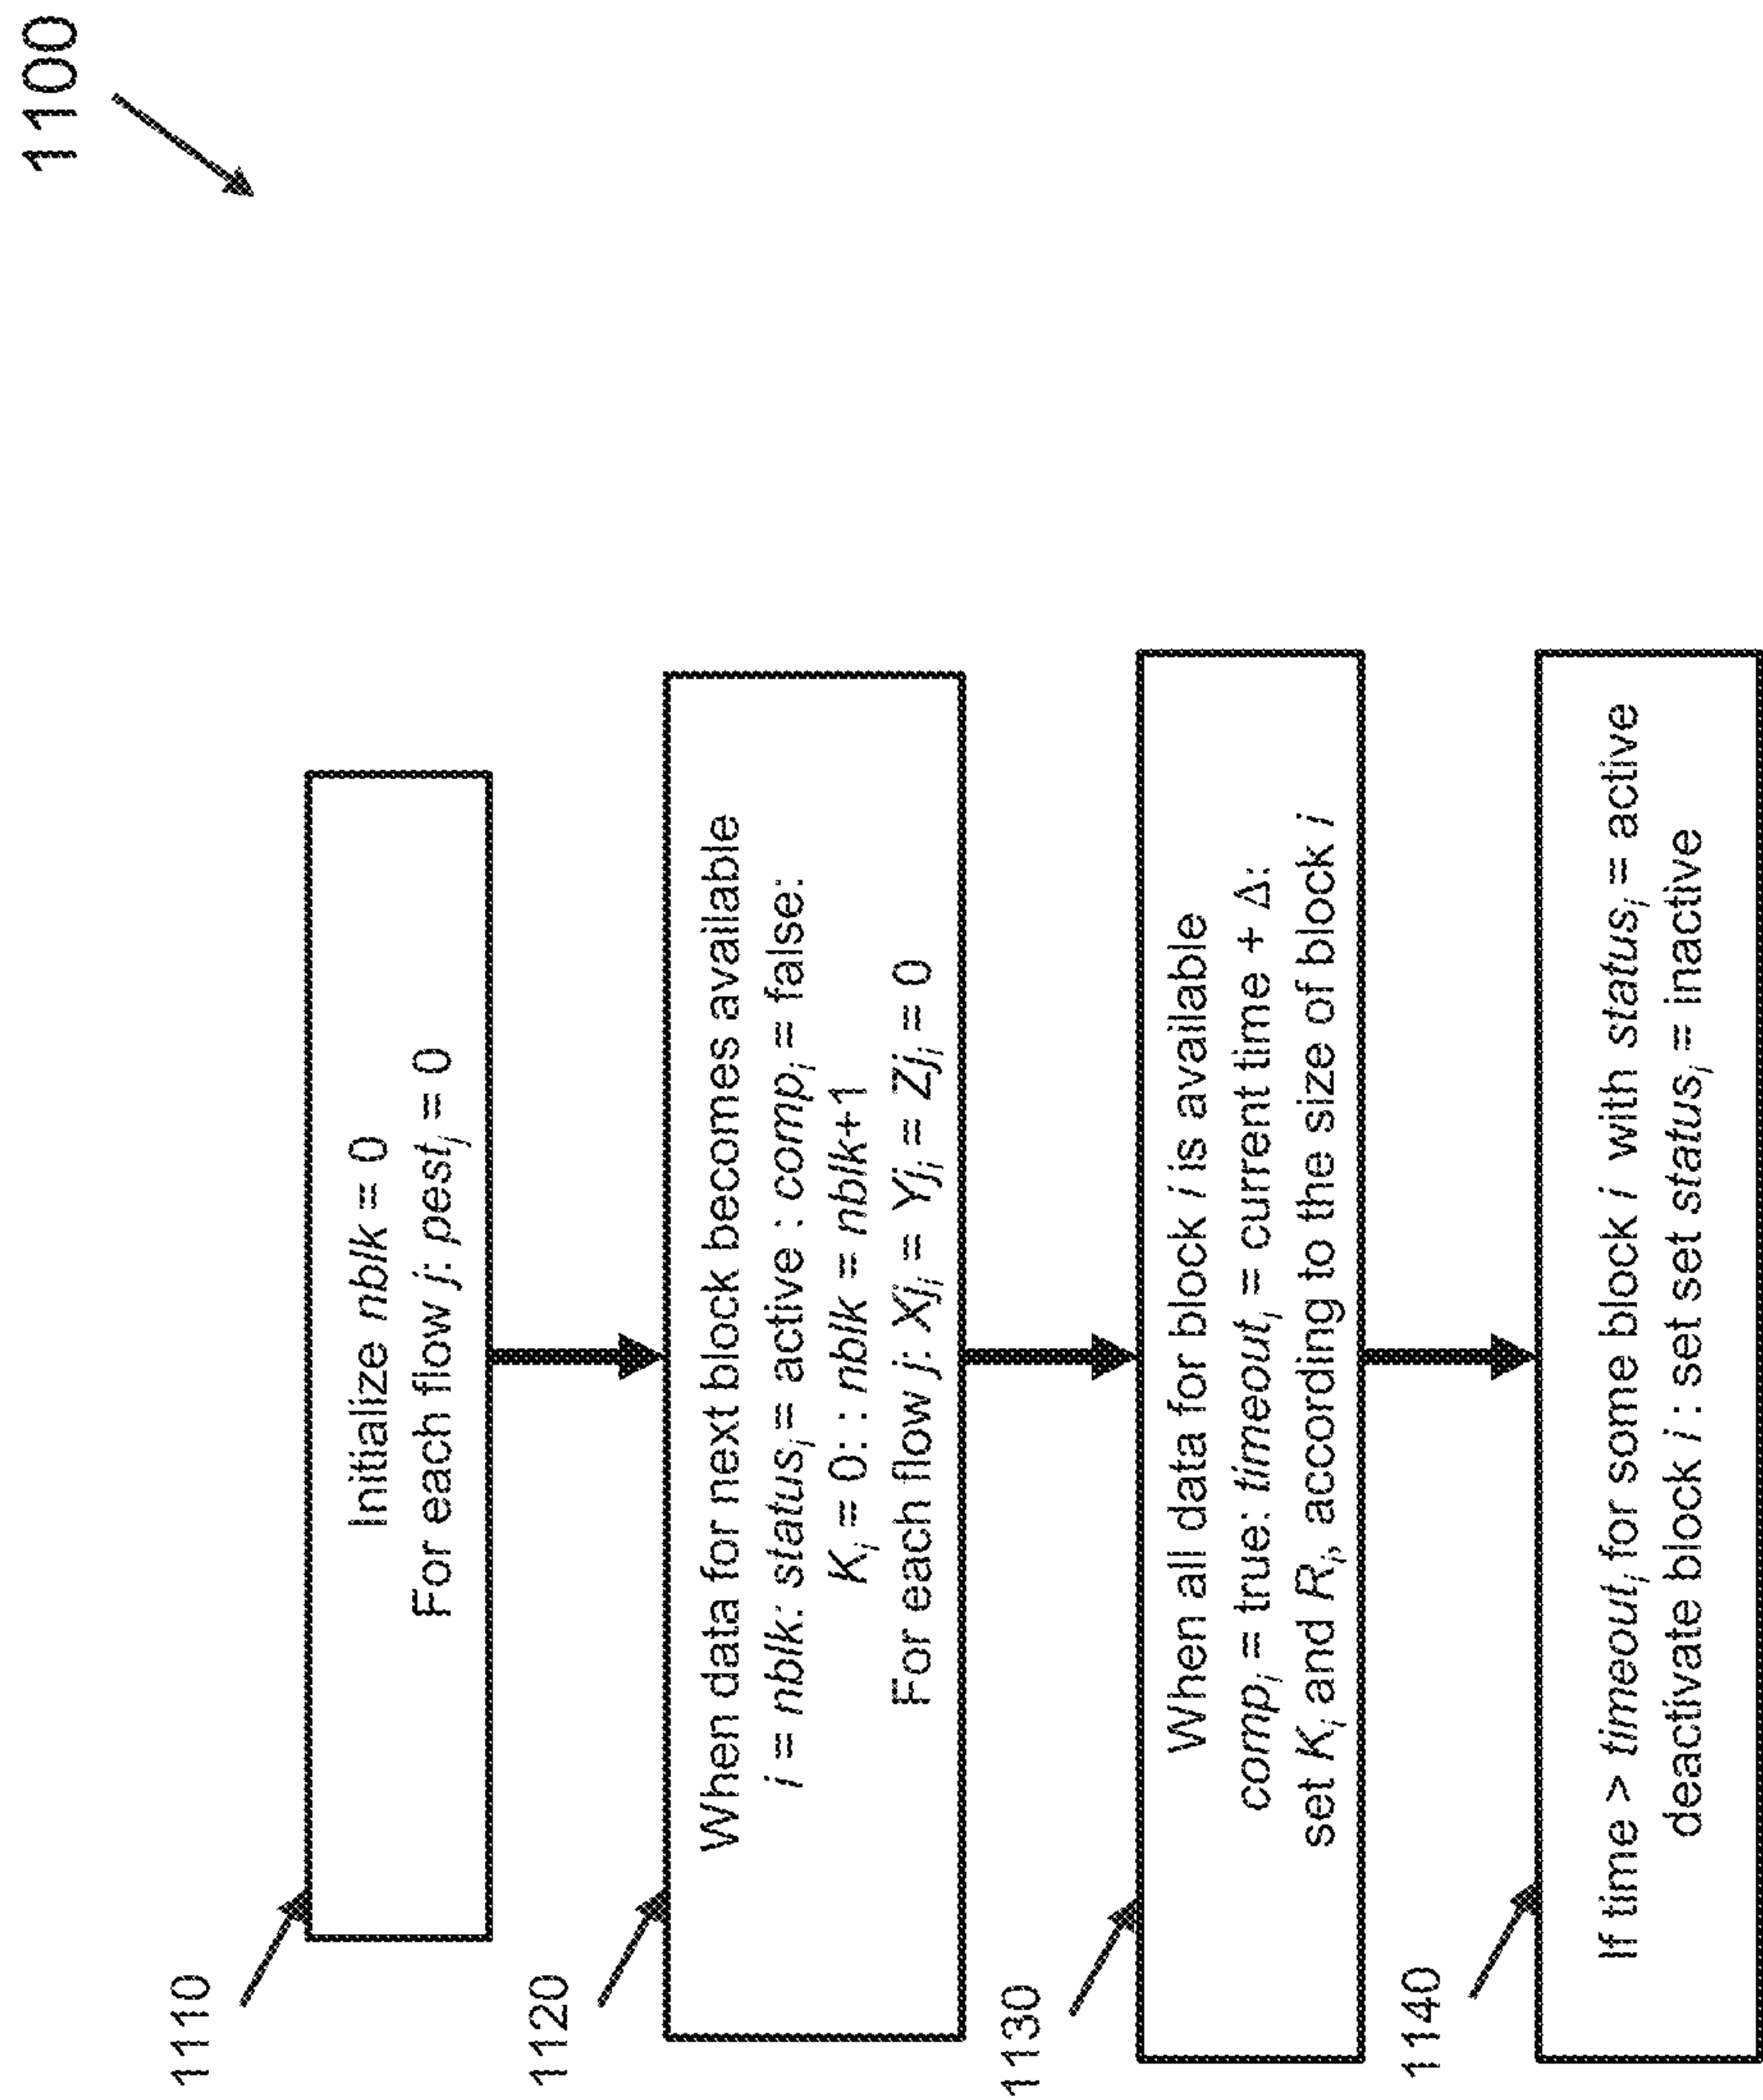 1100
1110
Initialize nblk = 0
For each flow j: pestⱼ = 0
1120
When data for next block becomes available
i = nblk: statusᵢ = active : compᵢ = false:
Kᵢ = 0: : nblk = nblk+1
For each flow j: Xjᵢ = Yjᵢ = Zjᵢ = 0
1130
When all data for block i is available
compᵢ = true: timeoutᵢ = current time + Δ:
set Kᵢ and Rᵢ, according to the size of block i
1140
If time > timeoutᵢ for some block i with statusᵢ = active
deactivate block i : set set statusᵢ = inactive